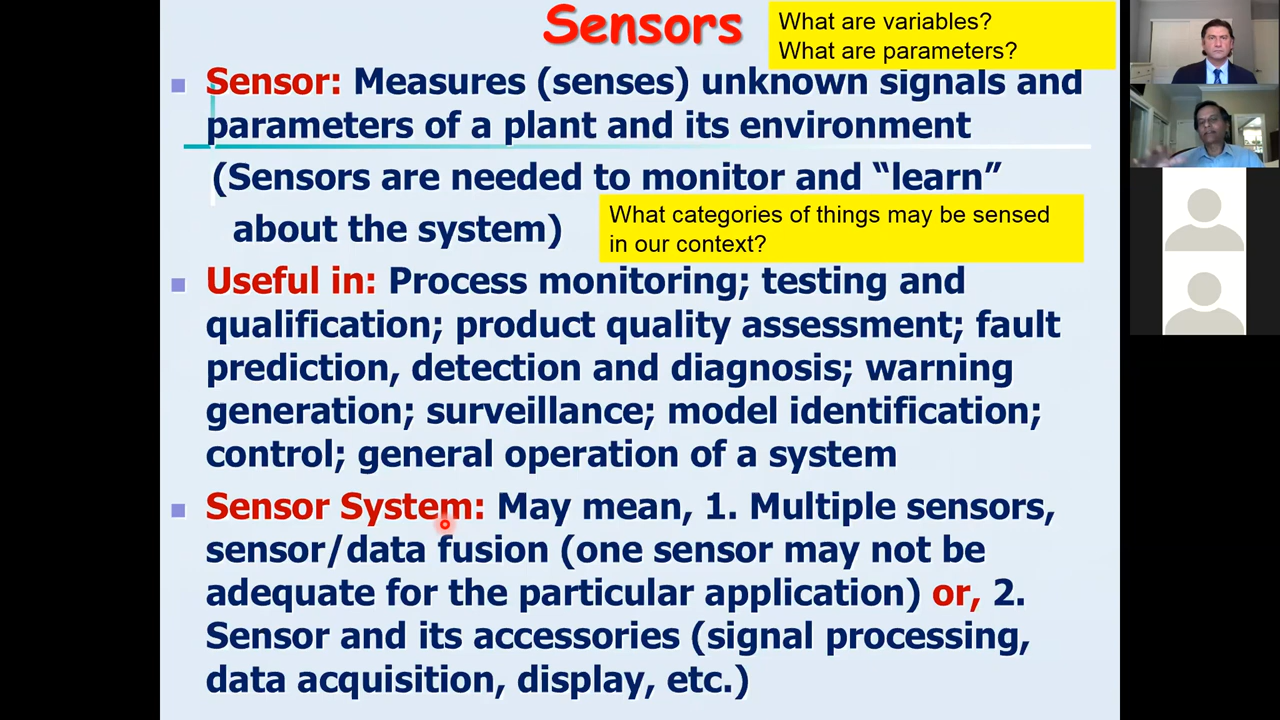 Sensors
What are variables?
What are parameters?
Sensor: Measures (senses) unknown signals and
parameters of a plant and its environment
(Sensors are needed to monitor and “learn”
about the system)
What categories of things may be sensed
in our context?
Useful in: Process monitoring; testing and
qualification; product quality assessment; fault
prediction, detection and diagnosis; warning
generation; surveillance; model identification;
control; general operation of a system
Sensor System: May mean, 1. Multiple sensors,
sensor/data fusion (one sensor may not be
adequate for the particular application) or, 2.
Sensor and its accessories (signal processing,
data acquisition, display, etc.)